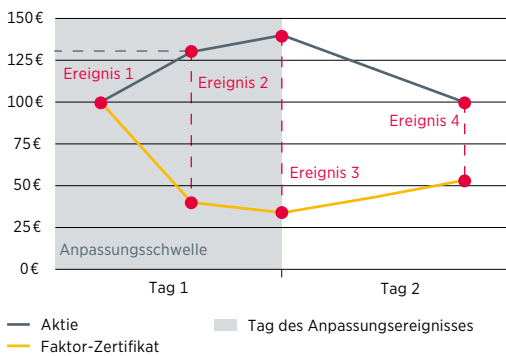 150 €
125 €
Ereignis 1
Ereignis 2
100 €
Ereignis 4
75 €
Ereignis 3
50 €
25 €
Anpassungsschwelle
0 €
Tag 1
Tag 2
Aktie
Tag des Anpassungsereignisses
Faktor-Zertifikat